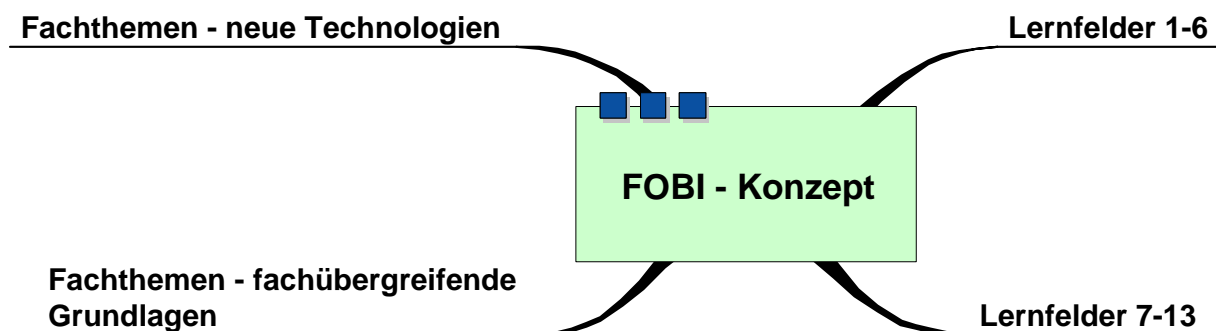 Fachthemen - neue Technologien
Lernfelder 1-6
FOBI - Konzept
Fachthemen - fachübergreifende
Grundlagen
Lernfelder 7-13